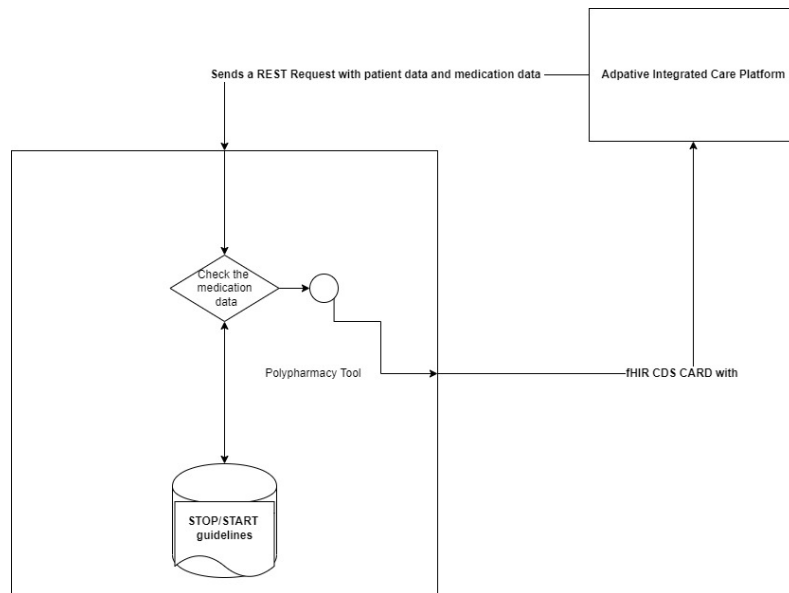 Sends a REST Request with patient data and medication data
Adpative Integrated Care Platform
Check the
medication
data
Polypharmacy Tool
fHIR CDS CARD with
STOP/START
guidelines